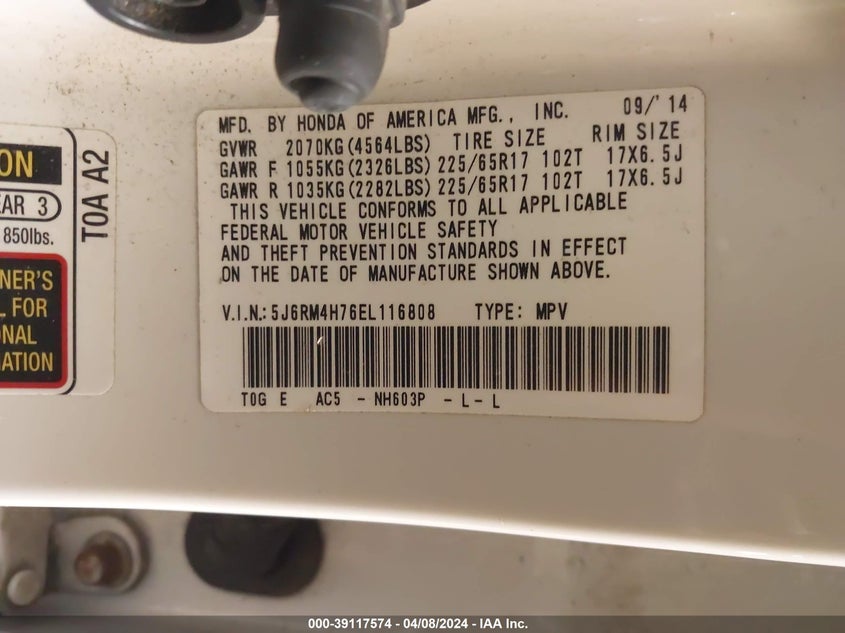 MFD. BY HONDA OF AMERICA MFG., INC. 09/'14
GVWR 2070KG(4564LBS) TIRE SIZE RIM SIZE
GAWR F 1055KG(2326LBS) 225/65R17 102T 17X6.5J
GAWR R 1035KG(2282LBS) 225/65R17 102T 17X6.5J
THIS VEHICLE CONFORMS TO ALL APPLICABLE
FEDERAL MOTOR VEHICLE SAFETY
AND THEFT PREVENTION STANDARDS IN EFFECT
ON THE DATE OF MANUFACTURE SHOWN ABOVE.
V.I.N.: 5J6RM4H76EL116808 TYPE: MPV
T0G E AC5 - NH603P - L - L
ON
EAR 3
850lbs.
NER'S
L FOR
ONAL
MATION
T0A A2
000-39117574 | 04/08/2024 | IAA Inc.